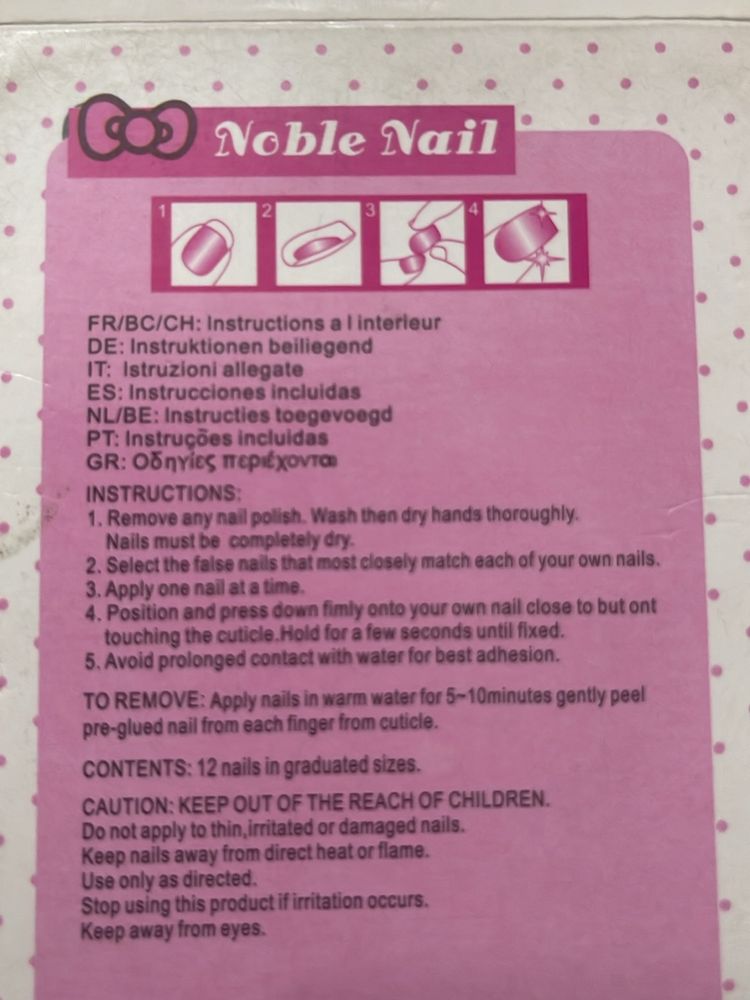 Noble Nail
1 2 3 4
FR/BC/CH: Instructions a l interieur
DE: Instruktionen beiliegend
IT: Istruzioni allegate
ES: Instrucciones incluidas
NL/BE: Instructies toegevoegd
PT: Instruções incluidas
GR: Οδηγίες περιέχονται
INSTRUCTIONS:
1. Remove any nail polish. Wash then dry hands thoroughly.
Nails must be completely dry.
2. Select the false nails that most closely match each of your own nails.
3. Apply one nail at a time.
4. Position and press down fimly onto your own nail close to but ont
touching the cuticle.Hold for a few seconds until fixed.
5. Avoid prolonged contact with water for best adhesion.
TO REMOVE: Apply nails in warm water for 5~10minutes gently peel
pre-glued nail from each finger from cuticle.
CONTENTS: 12 nails in graduated sizes.
CAUTION: KEEP OUT OF THE REACH OF CHILDREN.
Do not apply to thin,irritated or damaged nails.
Keep nails away from direct heat or flame.
Use only as directed.
Stop using this product if irritation occurs.
Keep away from eyes.